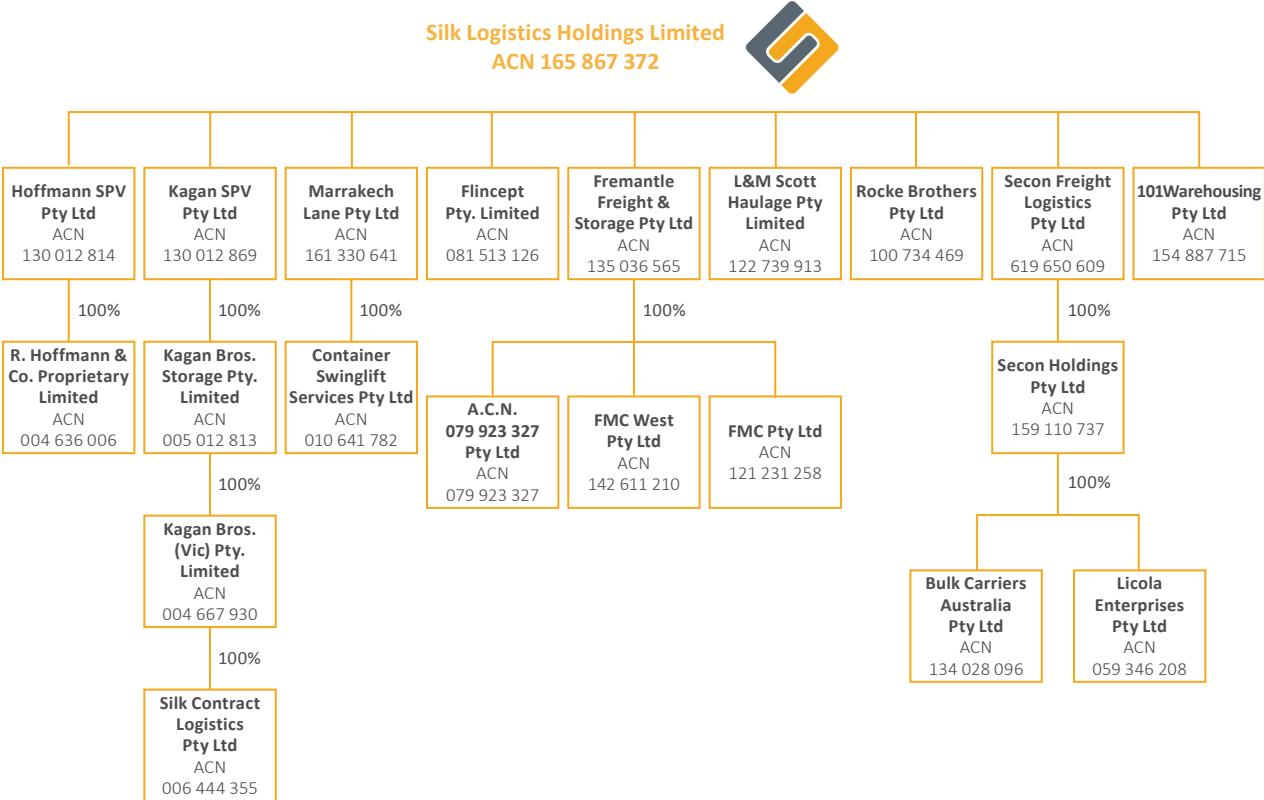 Silk Logistics Holdings Limited
ACN 165 867 372
Hoffmann SPV
Pty Ltd
ACN
130 012 814
Kagan SPV
Pty Ltd
ACN
130 012 869
Marrakech
Lane Pty Ltd
ACN
161 330 641
Flincept
Pty. Limited
ACN
081 513 126
Fremantle
Freight &
Storage Pty Ltd
ACN
135 036 565
L&M Scott
Haulage Pty
Limited
ACN
122 739 913
Rocke Brothers
Pty Ltd
ACN
100 734 469
Secon Freight
Logistics
Pty Ltd
ACN
619 650 609
101Warehousing
Pty Ltd
ACN
154 887 715
100%
100%
100%
100%
100%
R. Hoffmann &
Co. Proprietary
Limited
ACN
004 636 006
Kagan Bros.
Storage Pty.
Limited
ACN
005 012 813
Container
Swinglift
Services Pty Ltd
ACN
010 641 782
A.C.N.
079 923 327
Pty Ltd
ACN
079 923 327
FMC West
Pty Ltd
ACN
142 611 210
FMC Pty Ltd
ACN
121 231 258
Secon Holdings
Pty Ltd
ACN
159 110 737
100%
100%
Kagan Bros.
(Vic) Pty.
Limited
ACN
004 667 930
Bulk Carriers
Australia
Pty Ltd
ACN
134 028 096
Licola
Enterprises
Pty Ltd
ACN
059 346 208
100%
Silk Contract
Logistics
Pty Ltd
ACN
006 444 355